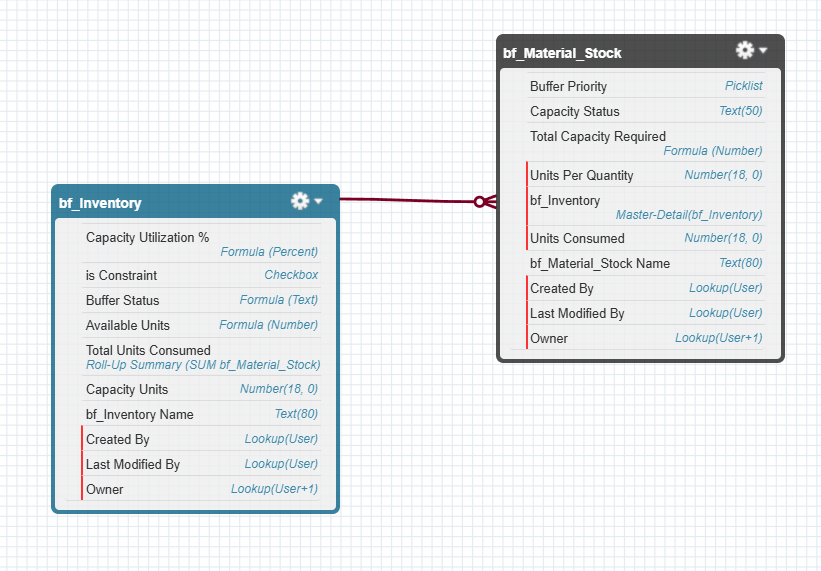 bf_Material_Stock
Buffer Priority Picklist
Capacity Status Text(50)
Total Capacity Required
Formula (Number)
Units Per Quantity Number(18, 0)
bf_Inventory
Master-Detail(bf_Inventory)
Units Consumed Number(18, 0)
bf_Material_Stock Name Text(80)
Created By Lookup(User)
Last Modified By Lookup(User)
Owner Lookup(User+1)
bf_Inventory
Capacity Utilization %
Formula (Percent)
is Constraint Checkbox
Buffer Status Formula (Text)
Available Units Formula (Number)
Total Units Consumed
Roll-Up Summary (SUM bf_Material_Stock)
Capacity Units Number(18, 0)
bf_Inventory Name Text(80)
Created By Lookup(User)
Last Modified By Lookup(User)
Owner Lookup(User+1)